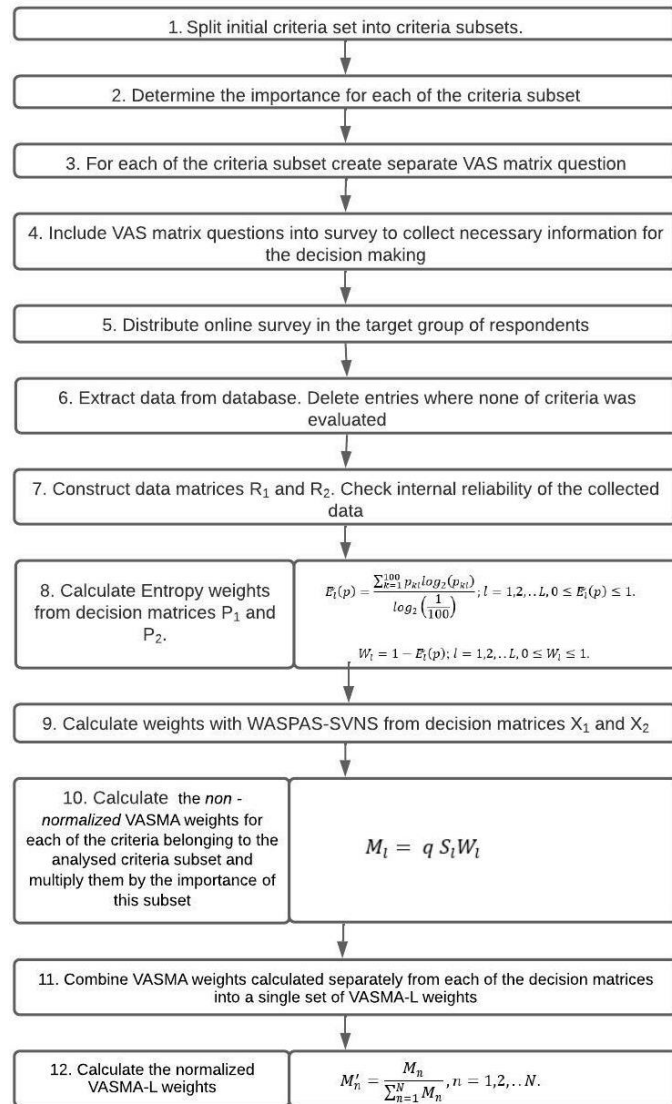 1. Split initial criteria set into criteria subsets.
2. Determine the importance for each of the criteria subset
3. For each of the criteria subset create separate VAS matrix question
4. Include VAS matrix questions into survey to collect necessary information for
the decision making
5. Distribute online survey in the target group of respondents
6. Extract data from database. Delete entries where none of criteria was
evaluated
7. Construct data matrices R₁ and R₂. Check internal reliability of the collected
data
8. Calculate Entropy weights
from decision matrices P₁ and
P₂.
E_l(p) = \frac{\sum_{k=1}^{100} p_{kl} log_2(p_{kl})}{log_2(\frac{1}{100})} ; l = 1,2,..L, 0 ≤ E_l(p) ≤ 1.
W_l = 1 − E_l(p); l = 1,2,..L, 0 ≤ W_l ≤ 1.
9. Calculate weights with WASPAS-SVNS from decision matrices X₁ and X₂
10. Calculate the non -
normalized VASMA weights for
each of the criteria belonging to the
analysed criteria subset and
multiply them by the importance of
this subset
M_l = q S_l W_l
11. Combine VASMA weights calculated separately from each of the decision matrices
into a single set of VASMA-L weights
12. Calculate the normalized
VASMA-L weights
M'_n = \frac{M_n}{\sum_{n=1}^{N} M_n}, n = 1,2,..N.